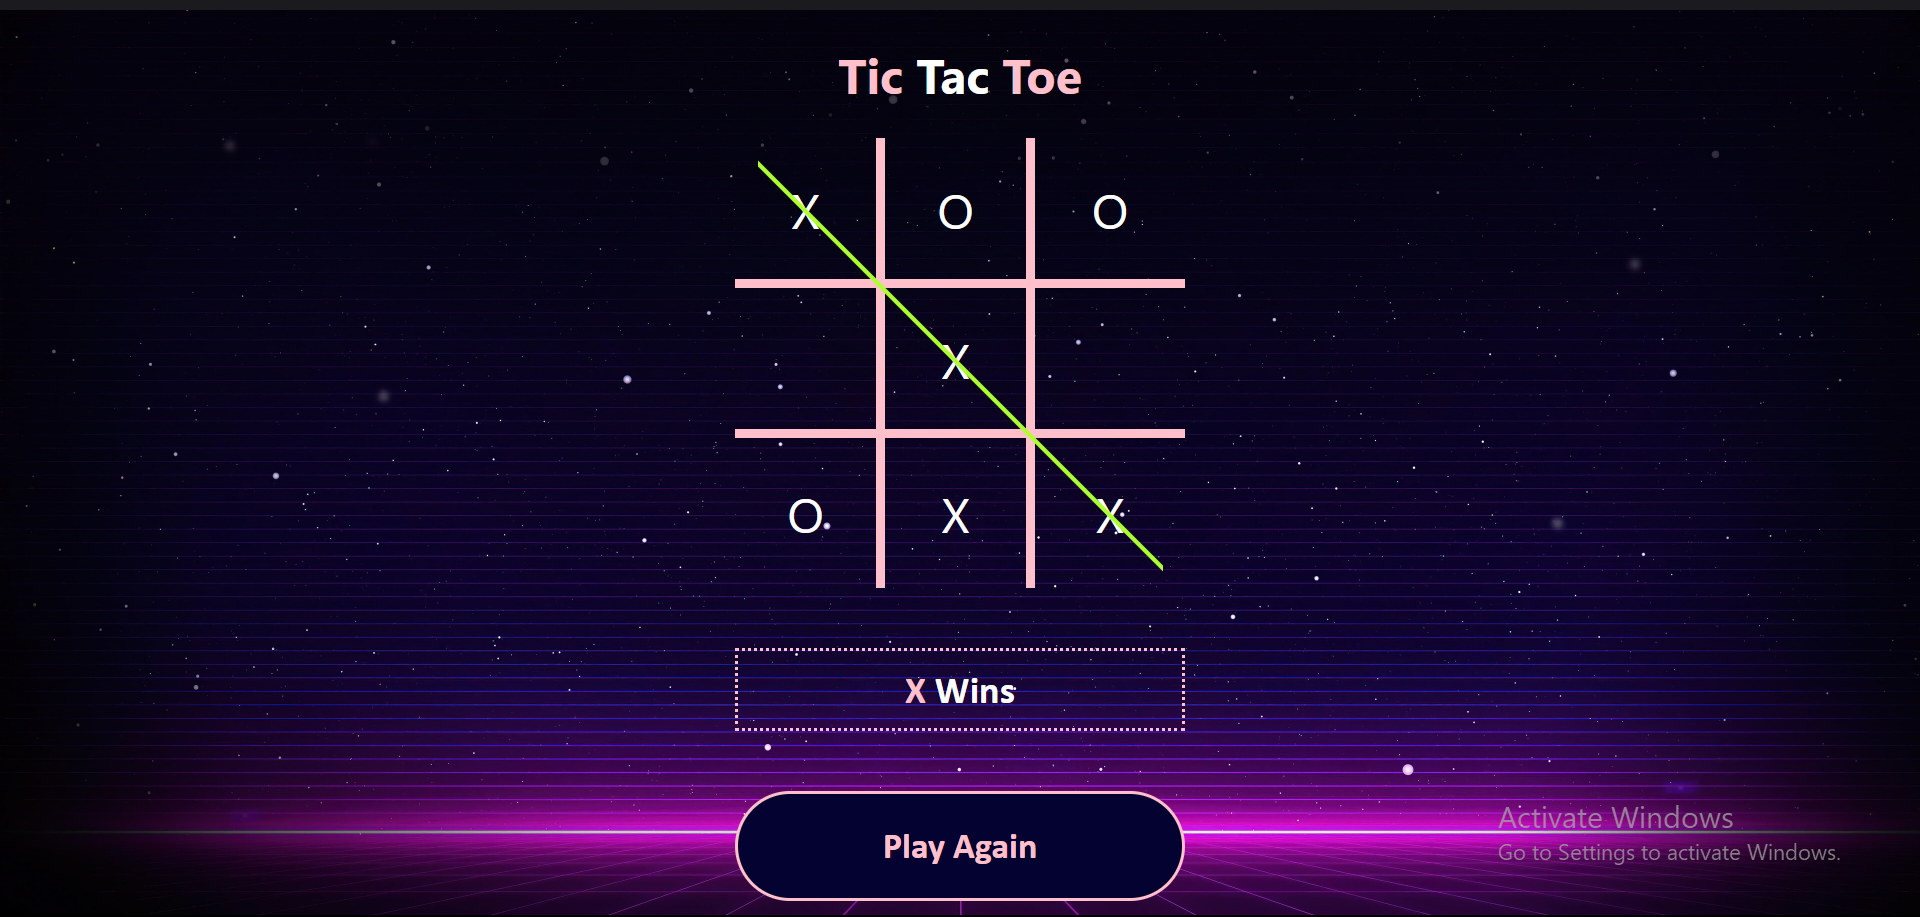 Tic Tac Toe
X O O
X
O X X
X Wins
Play Again
Activate Windows
Go to Settings to activate Windows.